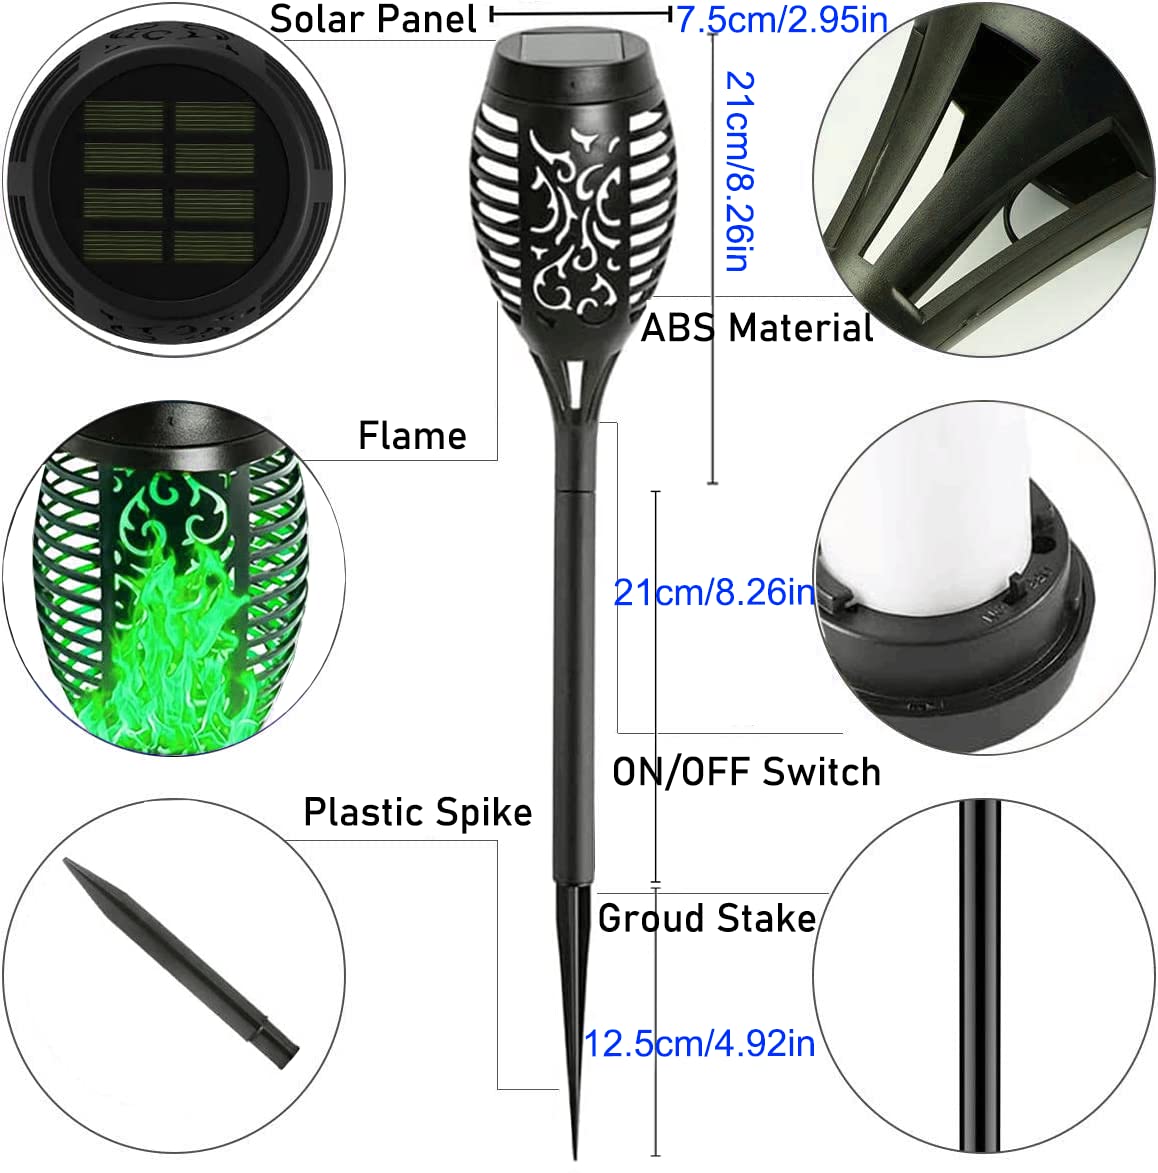 Solar Panel
7.5cm/2.95in
21cm/8.26in
ABS Material
Flame
21cm/8.26in
ON/OFF Switch
Plastic Spike
Groud Stake
12.5cm/4.92in